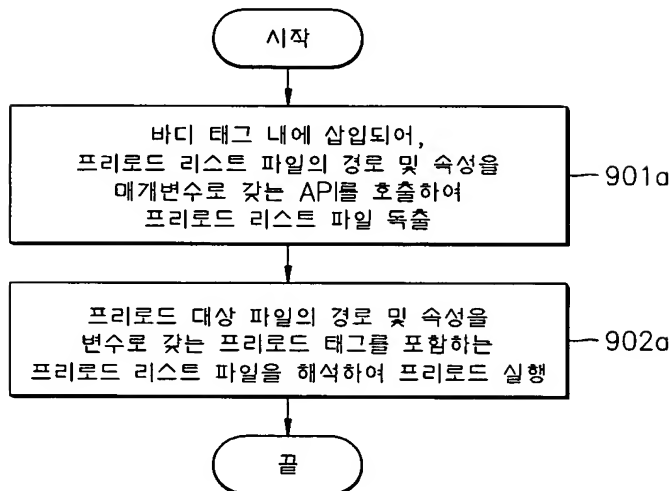 시작
바디 태그 내에 삽입되어,
프리로드 리스트 파일의 경로 및 속성을
매개변수로 갖는 API를 호출하여
프리로드 리스트 파일 독출
901a
프리로드 대상 파일의 경로 및 속성을
변수로 갖는 프리로드 태그를 포함하는
프리로드 리스트 파일을 해석하여 프리로드 실행
902a
끝